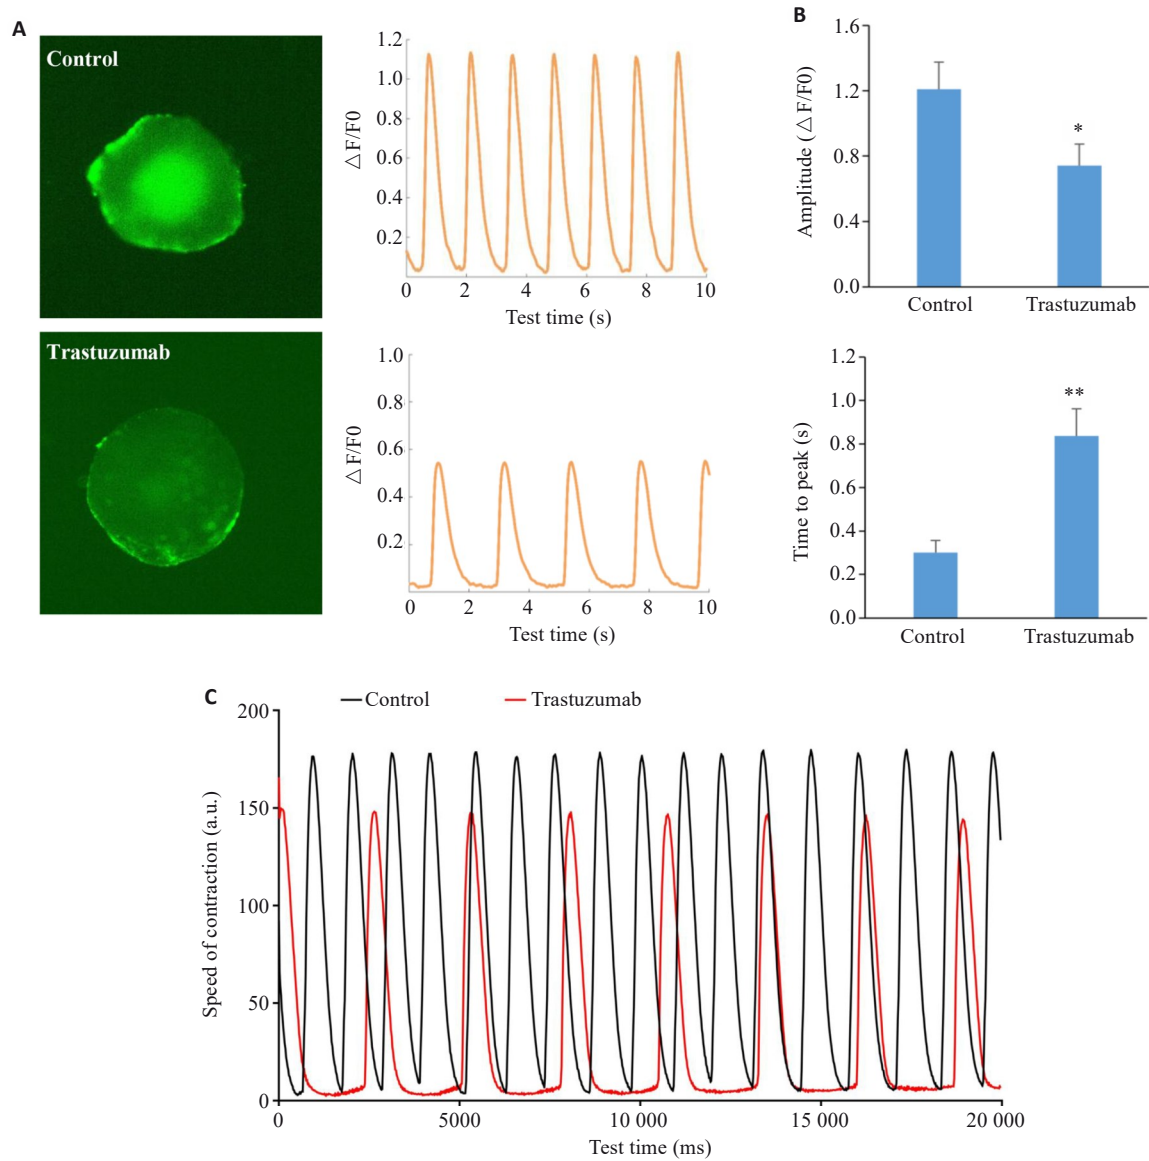 A
Control
1.2
1.0
0.8
0.6
0.4
0.2
△F/F0
0 2 4 6 8 10
Test time (s)
Trastuzumab
1.0
0.8
0.6
0.4
0.2
△F/F0
0 2 4 6 8 10
Test time (s)
B
1.6
1.2
0.8
0.4
0.0
Amplitude (△F/F0)
*
Control Trastuzumab
1.2
1.0
0.8
0.6
0.4
0.2
0.0
Time to peak (s)
**
Control Trastuzumab
C
Control Trastuzumab
200
150
100
50
0
Speed of contraction (a.u.)
0 5000 10 000 15 000 20 000
Test time (ms)